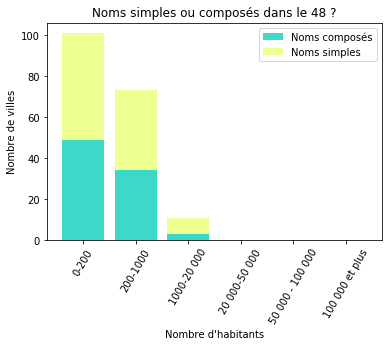 Noms simples ou composés dans le 48 ?
Noms composés
Noms simples
Nombre de villes
100
80
60
40
20
0
0-200
200-1000
1000-20 000
20 000-50 000
50 000 - 100 000
100 000 et plus
Nombre d'habitants